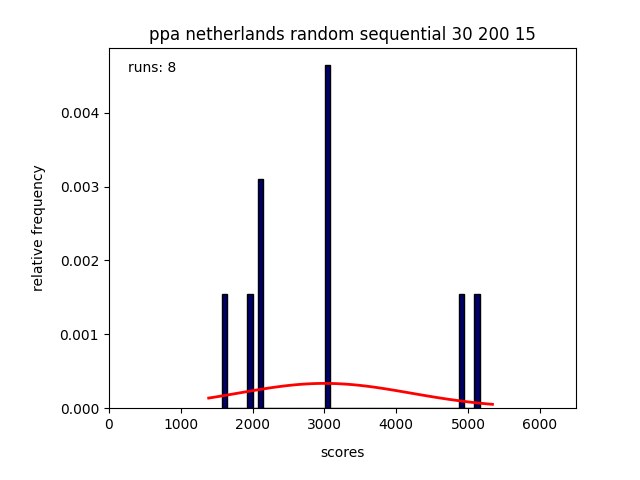 ppa netherlands random sequential 30 200 15
runs: 8
relative frequency
0.004
0.003
0.002
0.001
0.000
0 1000 2000 3000 4000 5000 6000
scores